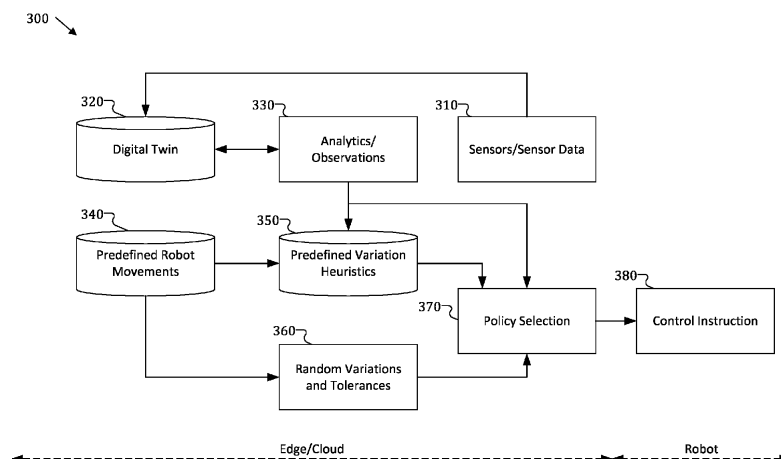 300
320
330
310
Digital Twin
Analytics/
Observations
Sensors/Sensor Data
340
350
Predefined Robot
Movements
Predefined Variation
Heuristics
370
380
Policy Selection
Control Instruction
360
Random Variations
and Tolerances
Edge/Cloud
Robot